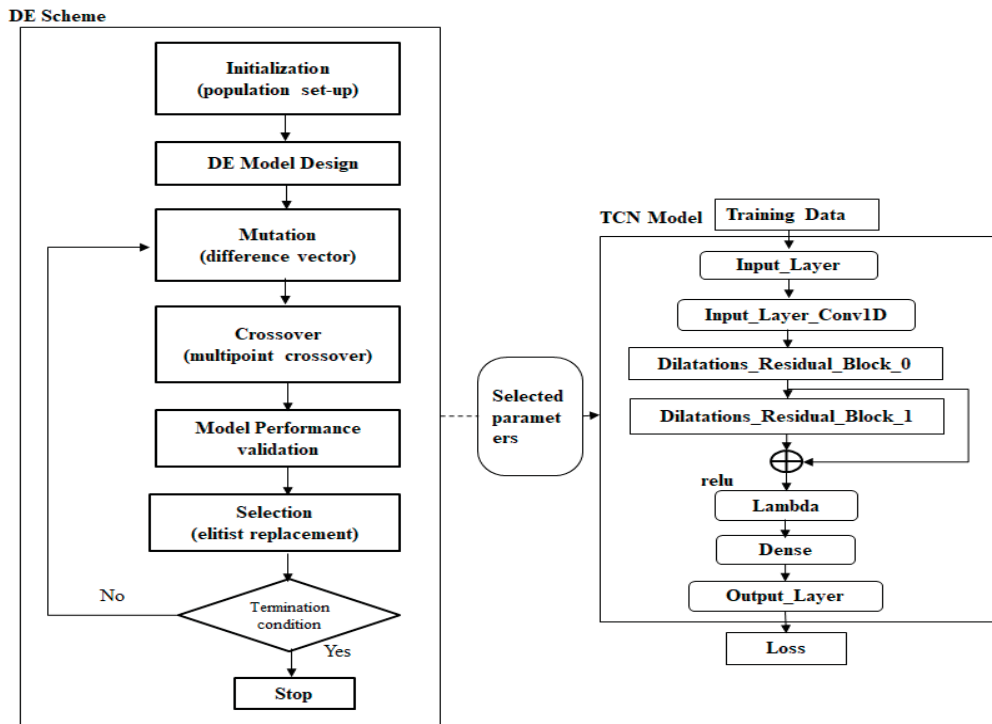 DE Scheme
Initialization
(population set-up)
DE Model Design
Mutation
(difference vector)
Crossover
(multipoint crossover)
Model Performance
validation
Selection
(elitist replacement)
No
Termination
condition
Yes
Stop
Selected
paramet
ers
TCN Model
Training Data
Input_Layer
Input_Layer_Conv1D
Dilatations_Residual_Block_0
Dilatations_Residual_Block_1
relu
Lambda
Dense
Output_Layer
Loss